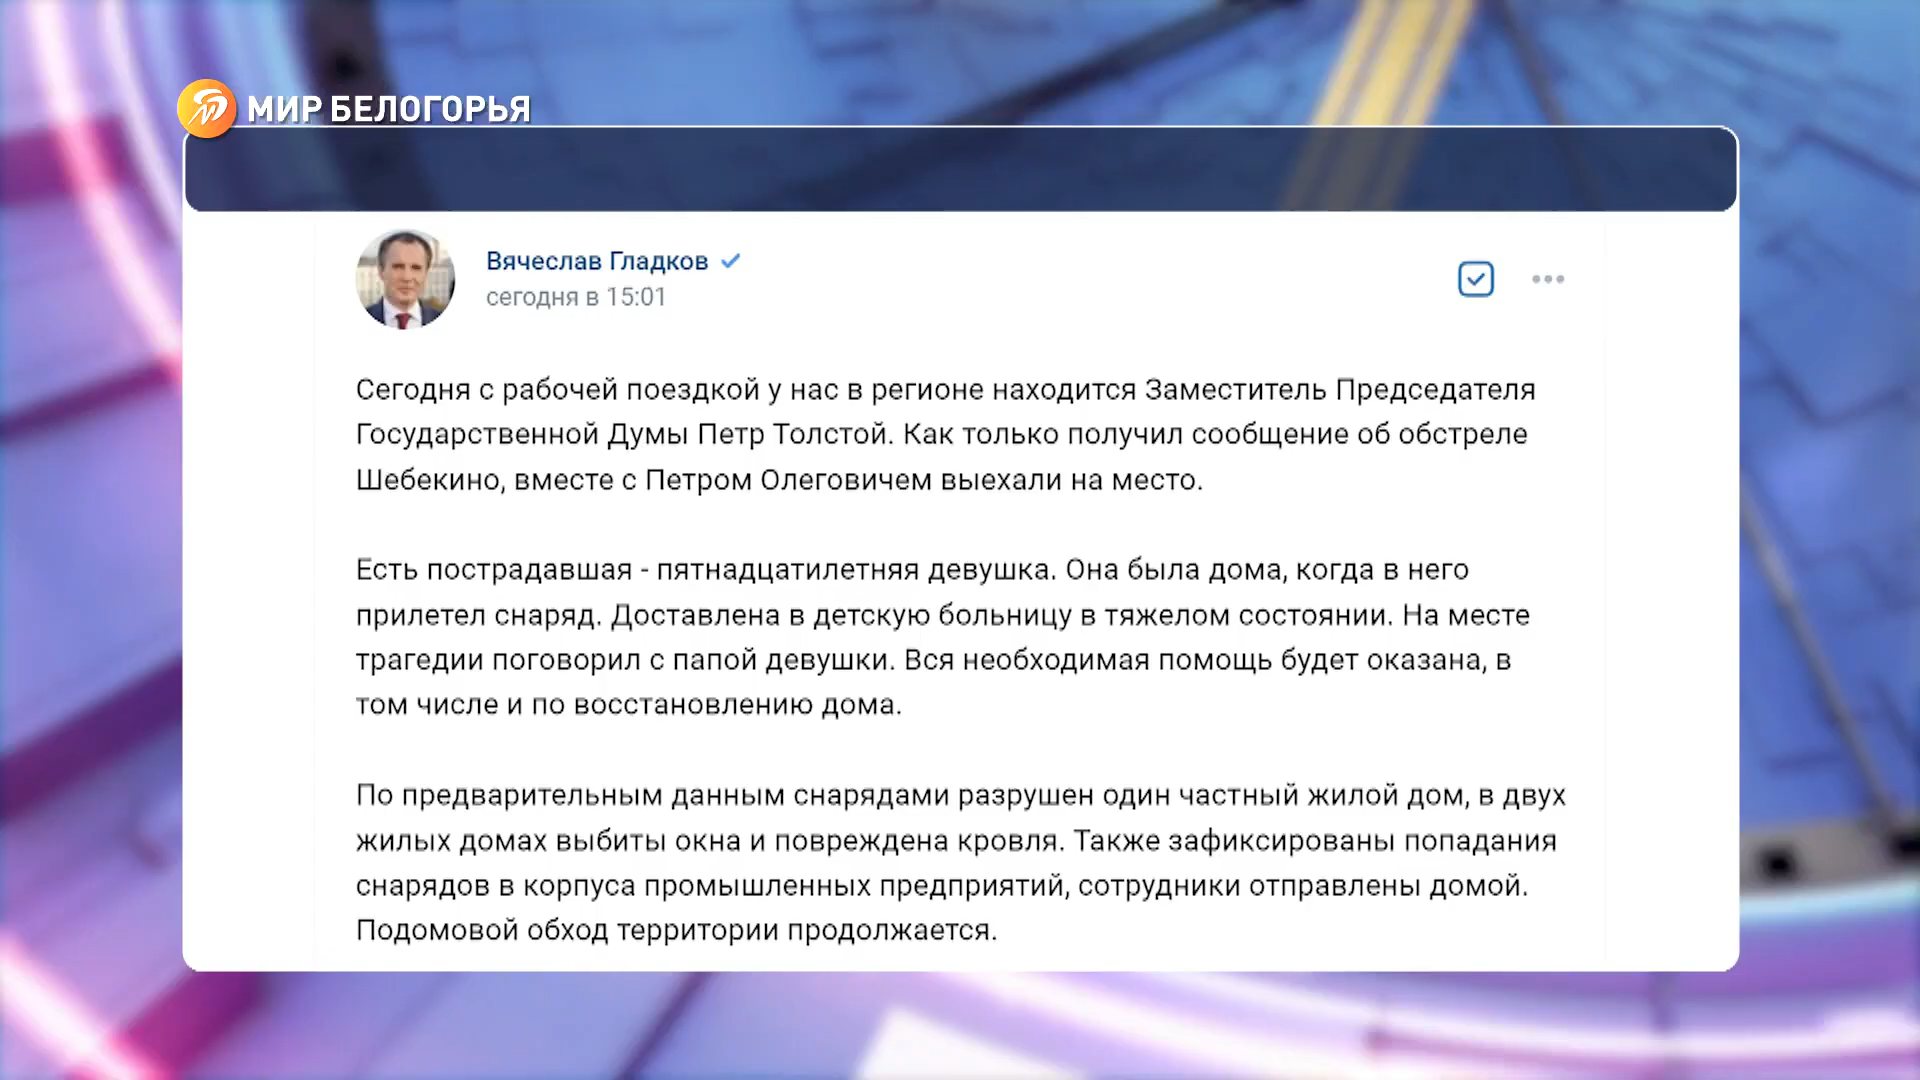 МИР БЕЛОГОРЬЯ
Вячеслав Гладков
сегодня в 15:01
Сегодня с рабочей поездкой у нас в регионе находится Заместитель Председателя
Государственной Думы Петр Толстой. Как только получил сообщение об обстреле
Шебекино, вместе с Петром Олеговичем выехали на место.
Есть пострадавшая - пятнадцатилетняя девушка. Она была дома, когда в него
прилетел снаряд. Доставлена в детскую больницу в тяжелом состоянии. На месте
трагедии поговорил с папой девушки. Вся необходимая помощь будет оказана, в
том числе и по восстановлению дома.
По предварительным данным снарядами разрушен один частный жилой дом, в двух
жилых домах выбиты окна и повреждена кровля. Также зафиксированы попадания
снарядов в корпуса промышленных предприятий, сотрудники отправлены домой.
Подомовой обход территории продолжается.